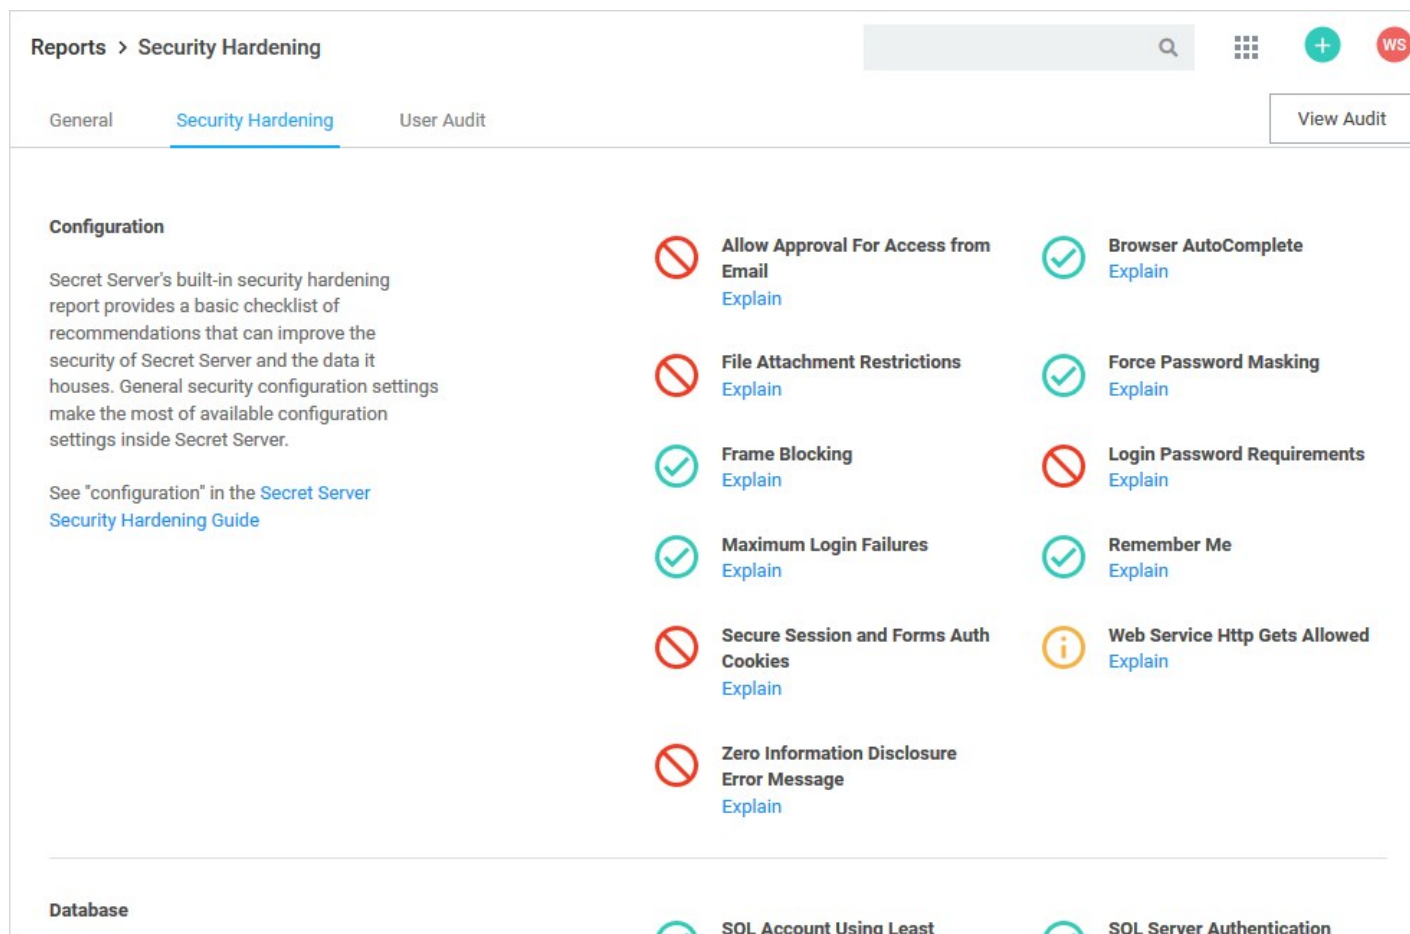 Reports > Security Hardening
WS
General
Security Hardening
User Audit
View Audit
Configuration
Secret Server's built-in security hardening
report provides a basic checklist of
recommendations that can improve the
security of Secret Server and the data it
houses. General security configuration settings
make the most of available configuration
settings inside Secret Server.
See "configuration" in the Secret Server
Security Hardening Guide
Allow Approval For Access from
Email
Explain
Browser AutoComplete
Explain
File Attachment Restrictions
Explain
Force Password Masking
Explain
Frame Blocking
Explain
Login Password Requirements
Explain
Maximum Login Failures
Explain
Remember Me
Explain
Secure Session and Forms Auth
Cookies
Explain
Web Service Http Gets Allowed
Explain
Zero Information Disclosure
Error Message
Explain
Database
SQL Account Using Least
SQL Server Authentication